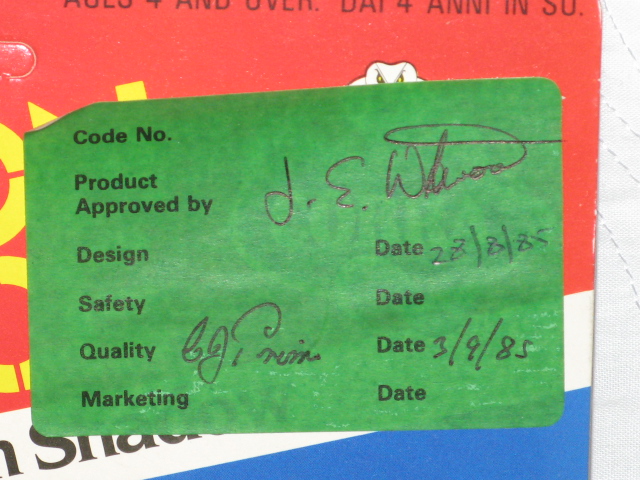 AGES 4 AND OVER. DAI 4 ANNI IN SU.
Code No.
Product
Approved by J. E.
Design Date 28/8/85
Safety Date
Quality Date 3/9/85
Marketing Date
n Shad